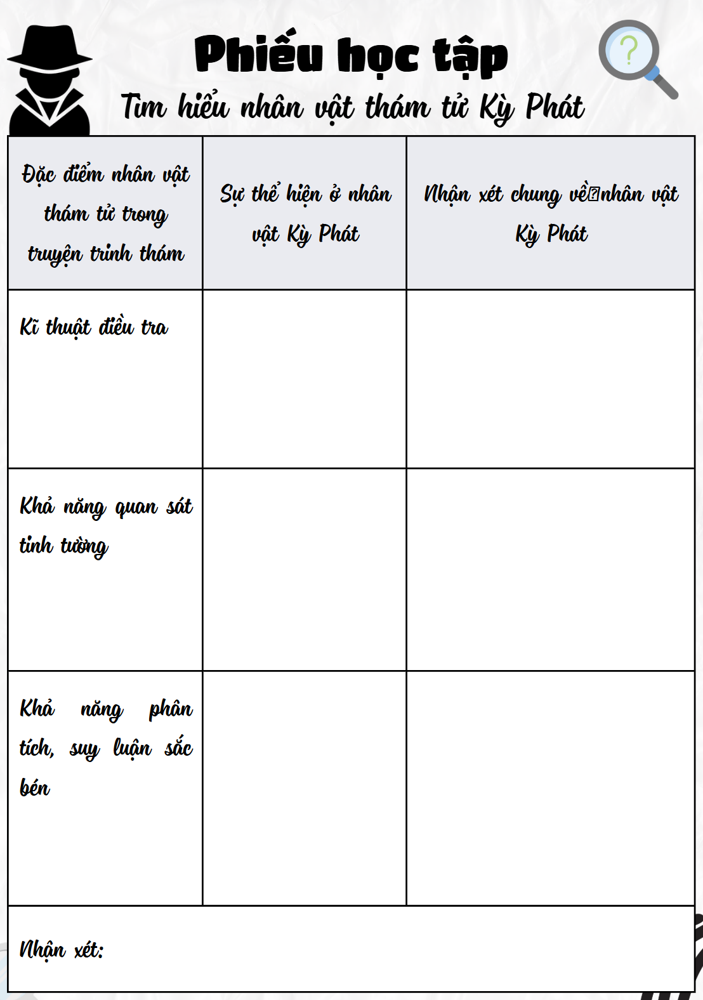 Phiếu học tập
Tìm hiểu nhân vật thám tử Kỳ Phát
Đặc điểm nhân vật
thám tử trong
truyện trinh thám
Sự thể hiện ở nhân
vật Kỳ Phát
Nhận xét chung về nhân vật
Kỳ Phát
Kĩ thuật điều tra
Khả năng quan sát
tinh tường
Khả năng phân
tích, suy luận sắc
bén
Nhận xét: